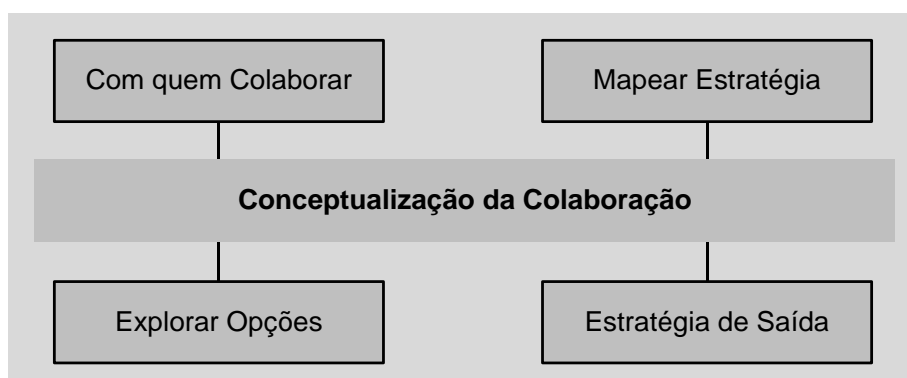 Com quem Colaborar
Mapear Estratégia
Conceptualização da Colaboração
Explorar Opções
Estratégia de Saída